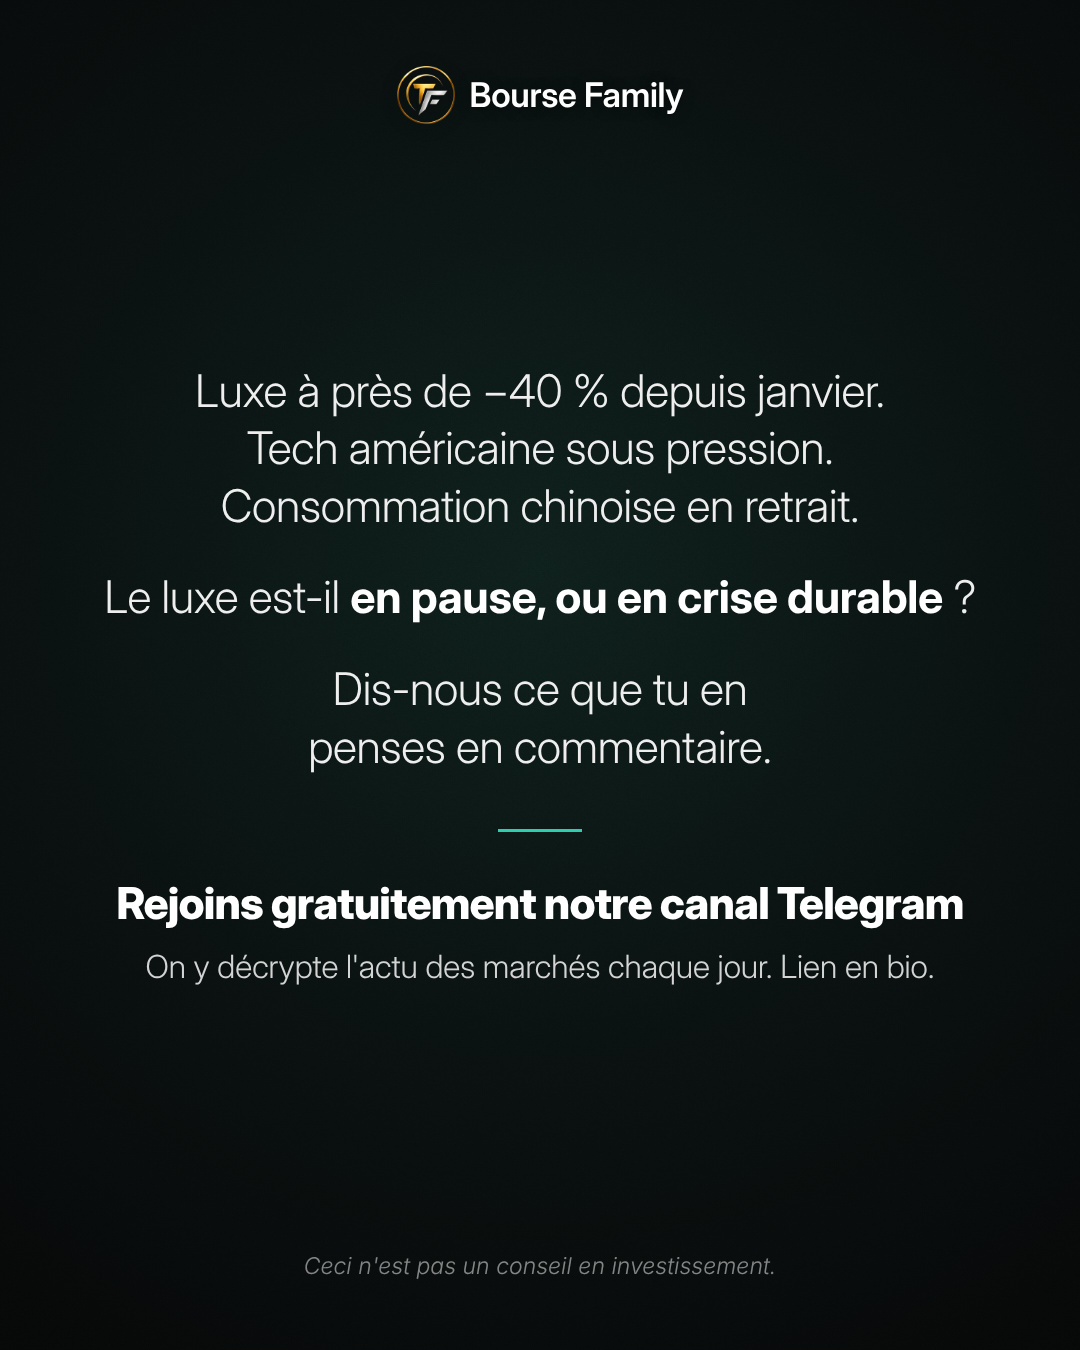 TF Bourse Family
Luxe à près de −40 % depuis janvier.
Tech américaine sous pression.
Consommation chinoise en retrait.
Le luxe est-il en pause, ou en crise durable ?
Dis-nous ce que tu en
penses en commentaire.
Rejoins gratuitement notre canal Telegram
On y décrypte l'actu des marchés chaque jour. Lien en bio.
Ceci n'est pas un conseil en investissement.